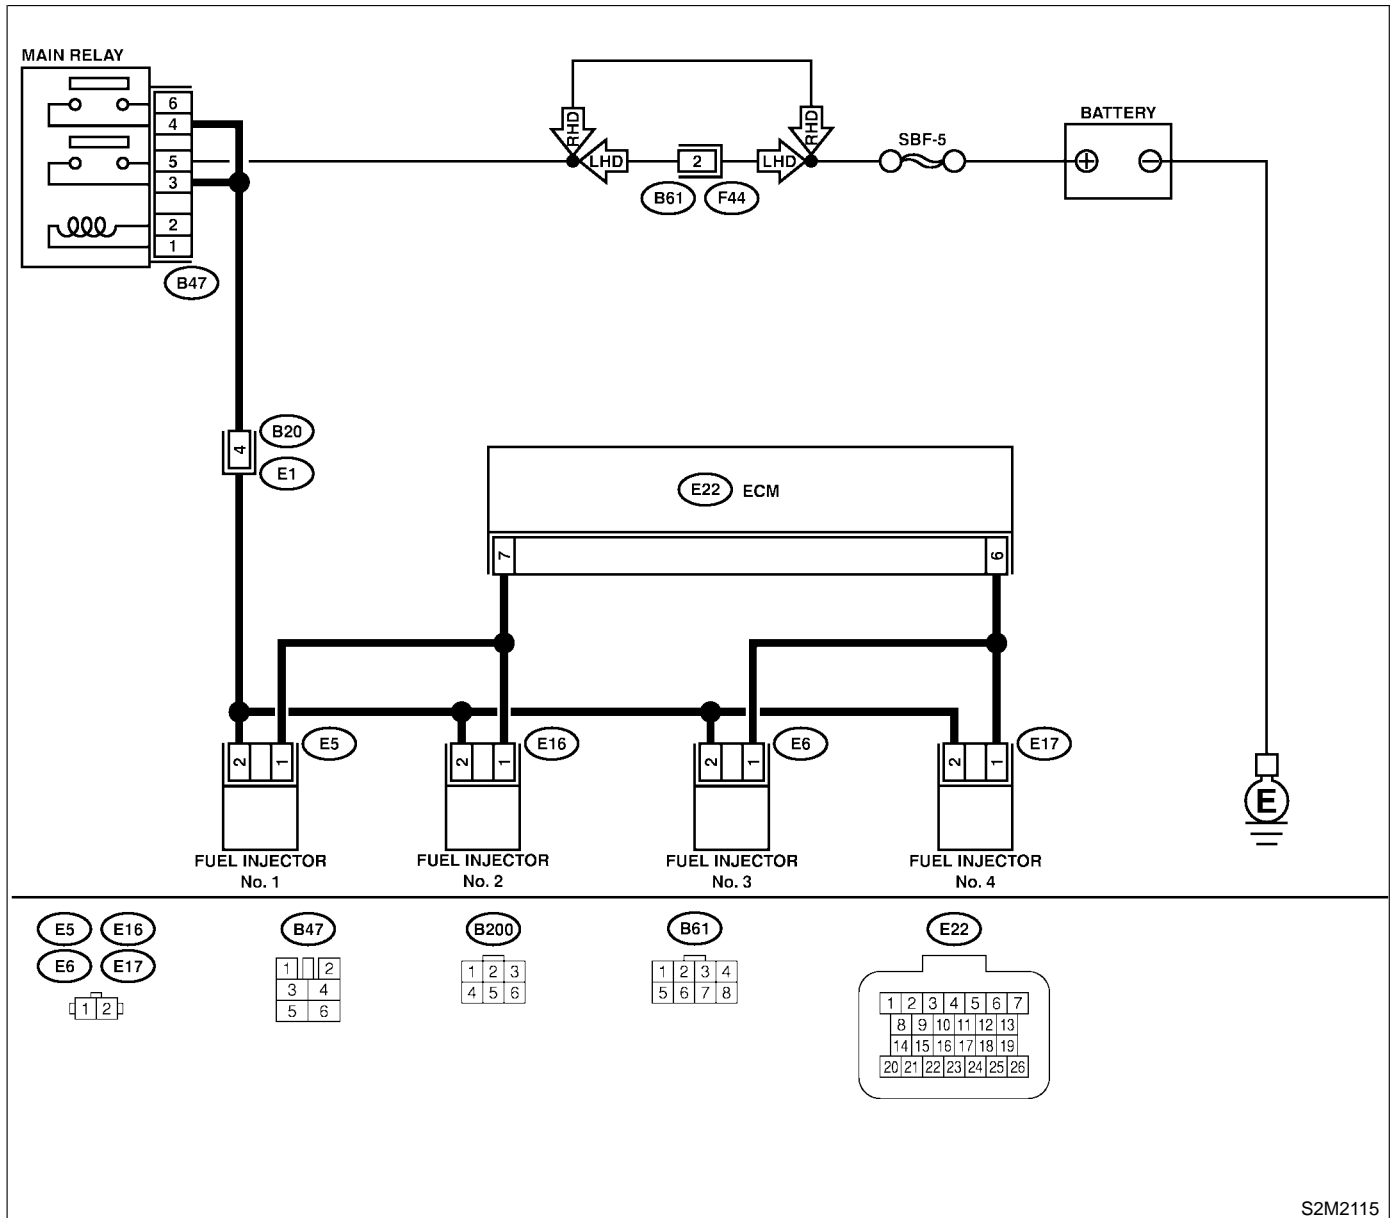 MAIN RELAY
6
4
5
3
2
1
B47
RHD
RHD
LHD
2
LHD
B61
F44
SBF-5
BATTERY
+
−
4
B20
E1
E22
ECM
7
6
2
1
E5
2
1
E16
2
1
E6
2
1
E17
E
FUEL INJECTOR
No. 1
FUEL INJECTOR
No. 2
FUEL INJECTOR
No. 3
FUEL INJECTOR
No. 4
E5
E16
E6
E17
1 2
B47
1 2
3 4
5 6
B200
1 2 3
4 5 6
B61
1 2 3 4
5 6 7 8
E22
1 2 3 4 5 6 7
8 9 10 11 12 13
14 15 16 17 18 19
20 21 22 23 24 25 26
S2M2115